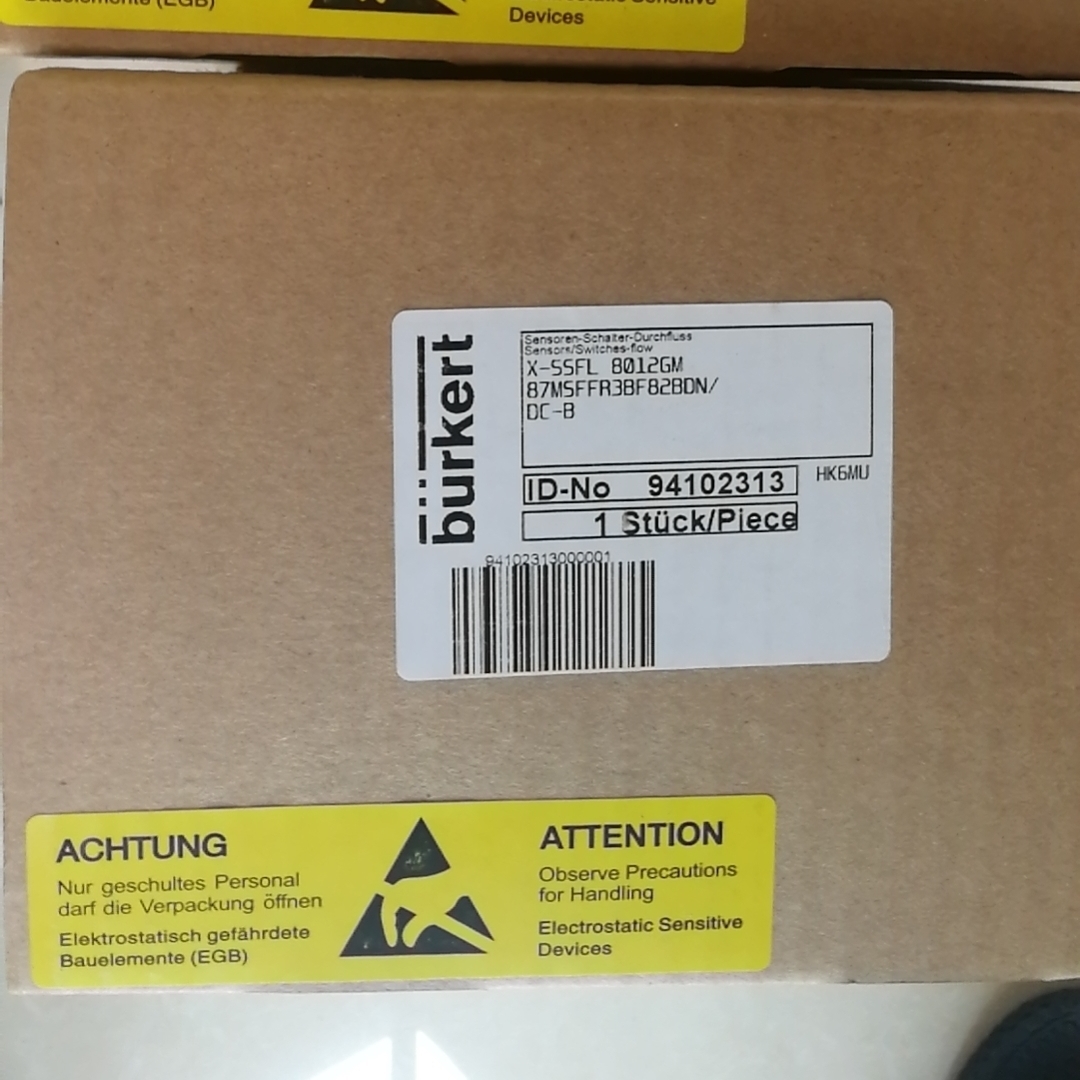 Devices
bürkert
Sensoren-Schalter-Durchfluss
Sensors/Switches-flow
X-SSFL 8012GM
87MSFFR3BF82BDN/
DC-B
ID-No 94102313
HK6MU
1 Stück/Piece
94102313000001
ACHTUNG
Nur geschultes Personal
darf die Verpackung öffnen
Elektrostatisch gefährdete
Bauelemente (EGB)
ATTENTION
Observe Precautions
for Handling
Electrostatic Sensitive
Devices